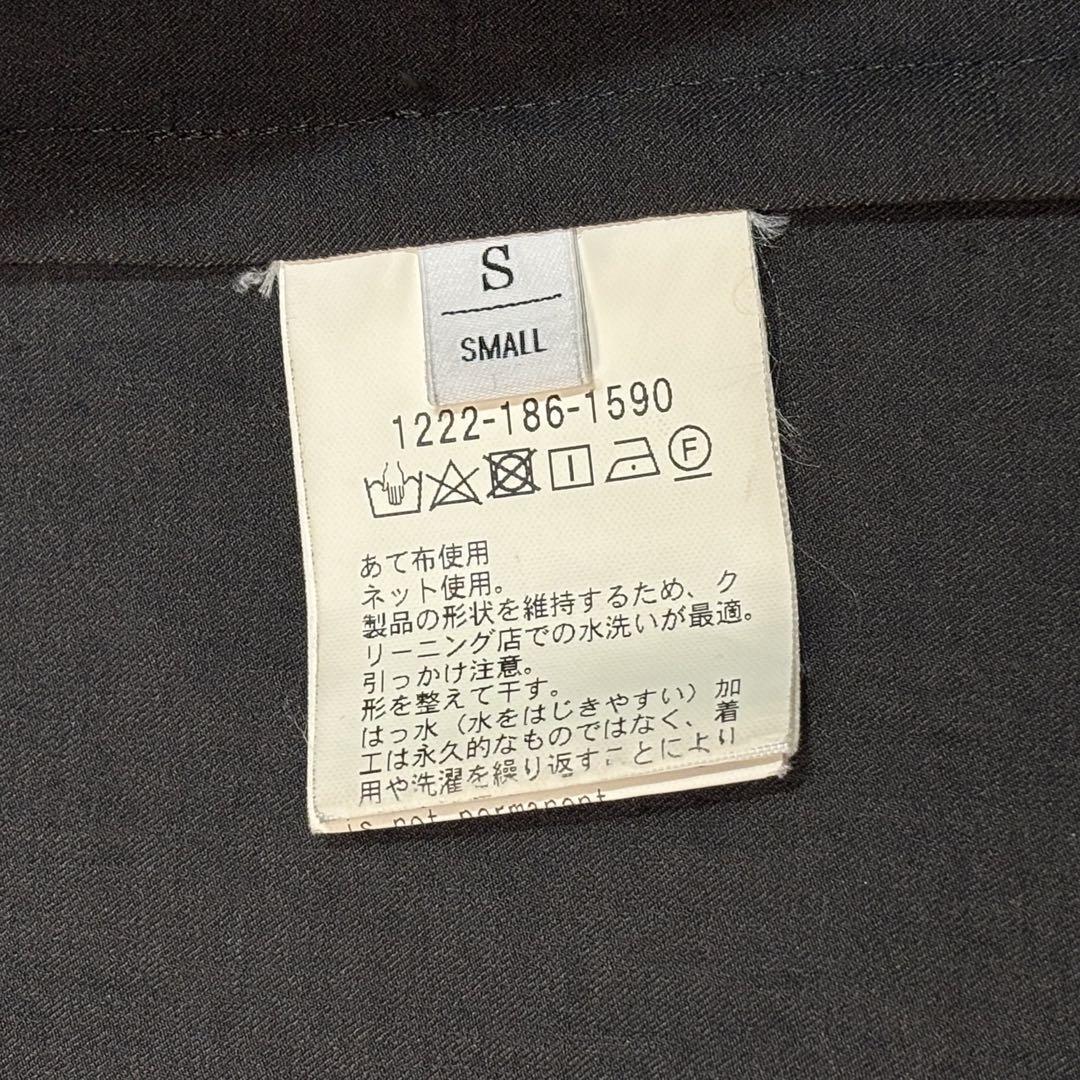 S
SMALL
1222-186-1590
F
あて布使用
ネット使用。
製品の形状を維持するため、ク
リーニング店での水洗いが最適。
引っかけ注意。
形を整えて干す。
はっ水（水をはじきやすい）加
工は永久的なものではなく、着
用や洗濯を繰り返すことにより
is not permanent